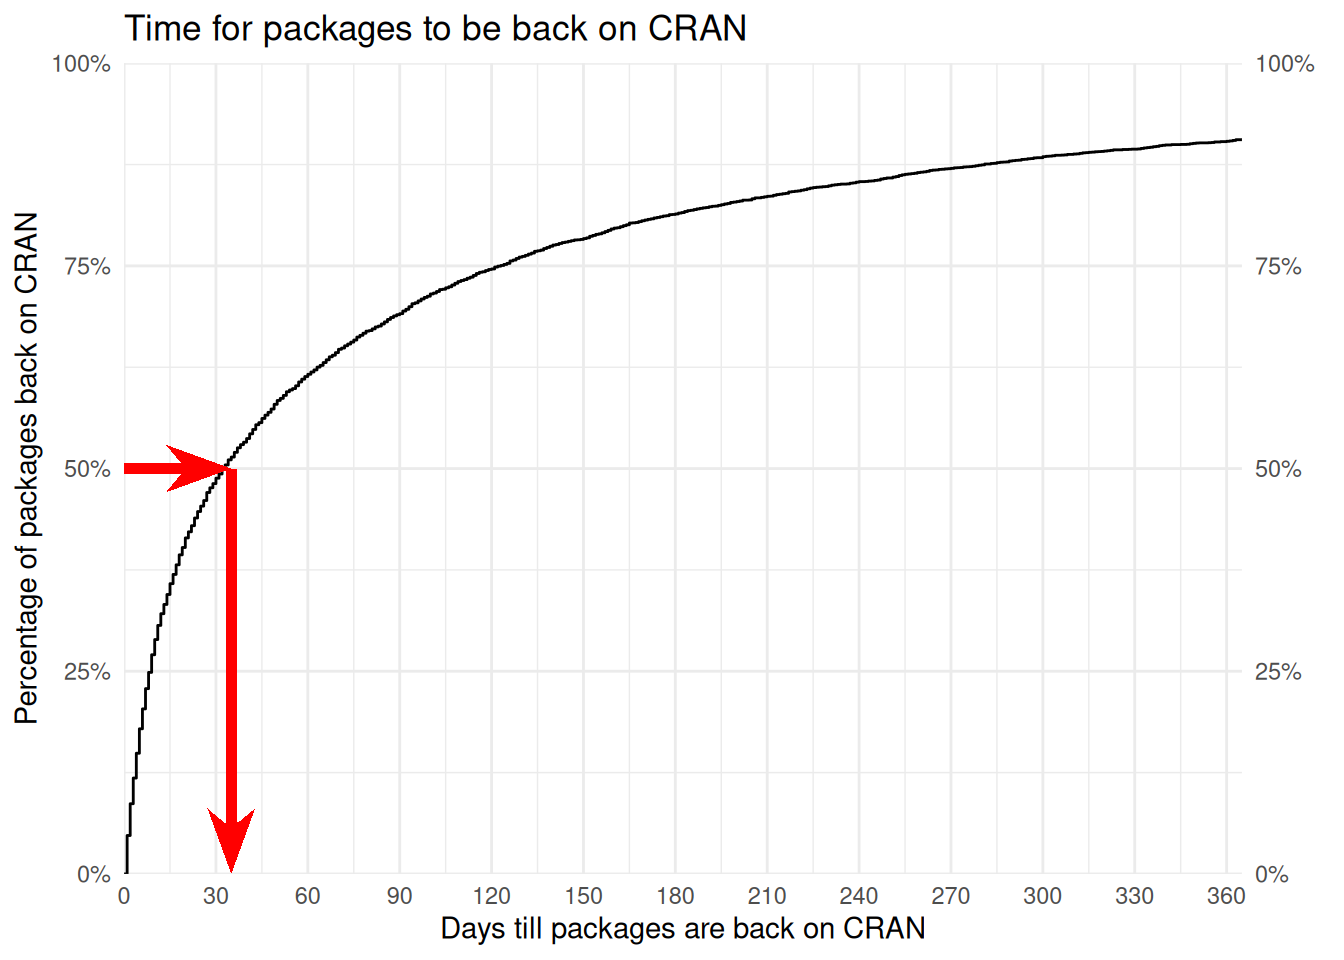 Time for packages to be back on CRAN
100%
100%
75%
75%
50%
50%
25%
25%
0%
0%
Percentage of packages back on CRAN
0 30 60 90 120 150 180 210 240 270 300 330 360
Days till packages are back on CRAN